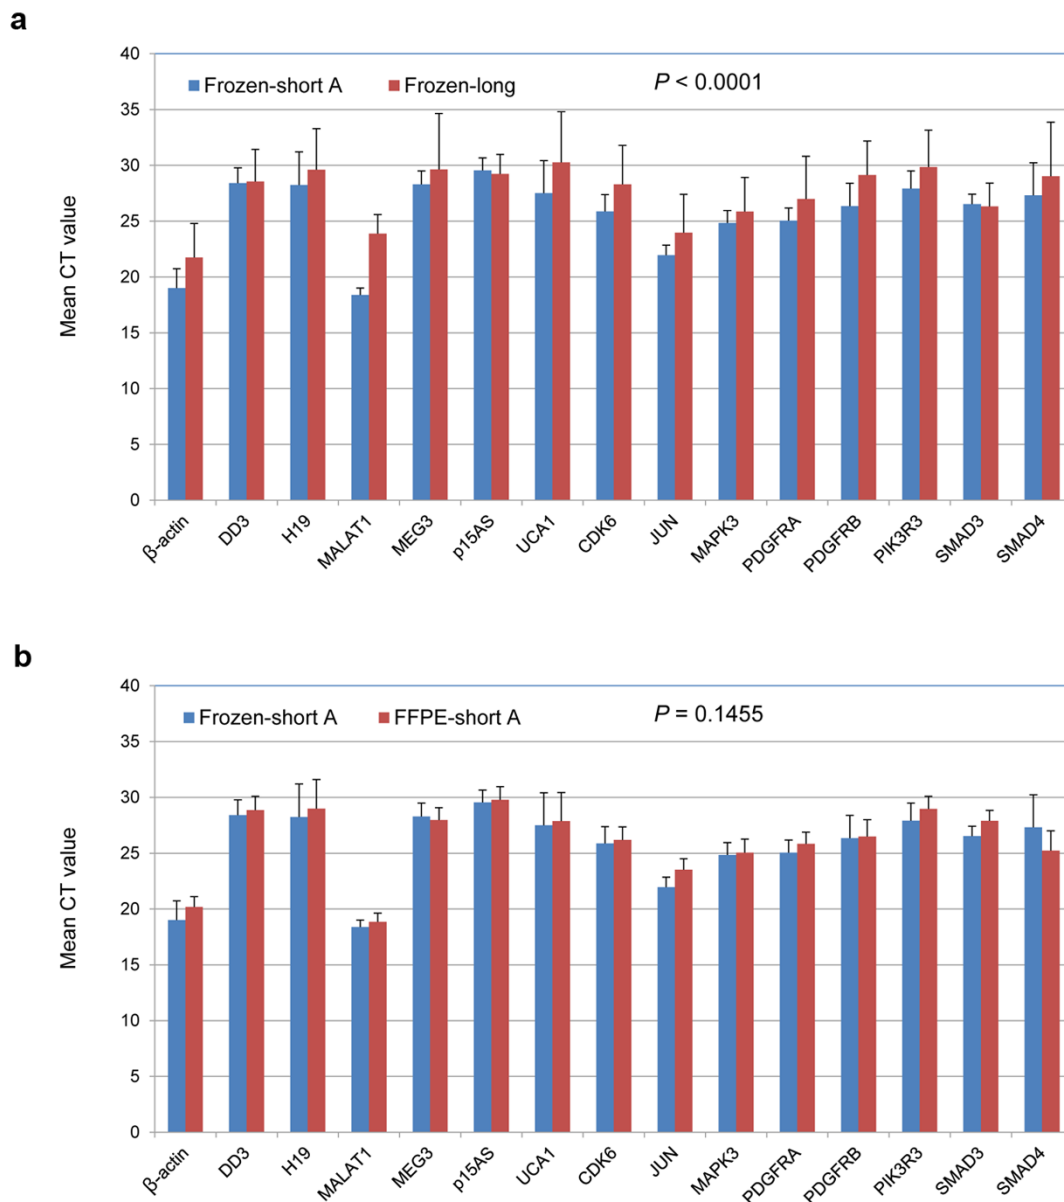 a
40
Frozen-short A Frozen-long P < 0.0001
35
30
25
20
15
10
5
0
Mean CT value
β-actin DD3 H19 MALAT1 MEG3 p15AS UCA1 CDK6 JUN MAPK3 PDGFRA PDGFRB PIK3R3 SMAD3 SMAD4
b
40
Frozen-short A FFPE-short A P = 0.1455
35
30
25
20
15
10
5
0
Mean CT value
β-actin DD3 H19 MALAT1 MEG3 p15AS UCA1 CDK6 JUN MAPK3 PDGFRA PDGFRB PIK3R3 SMAD3 SMAD4